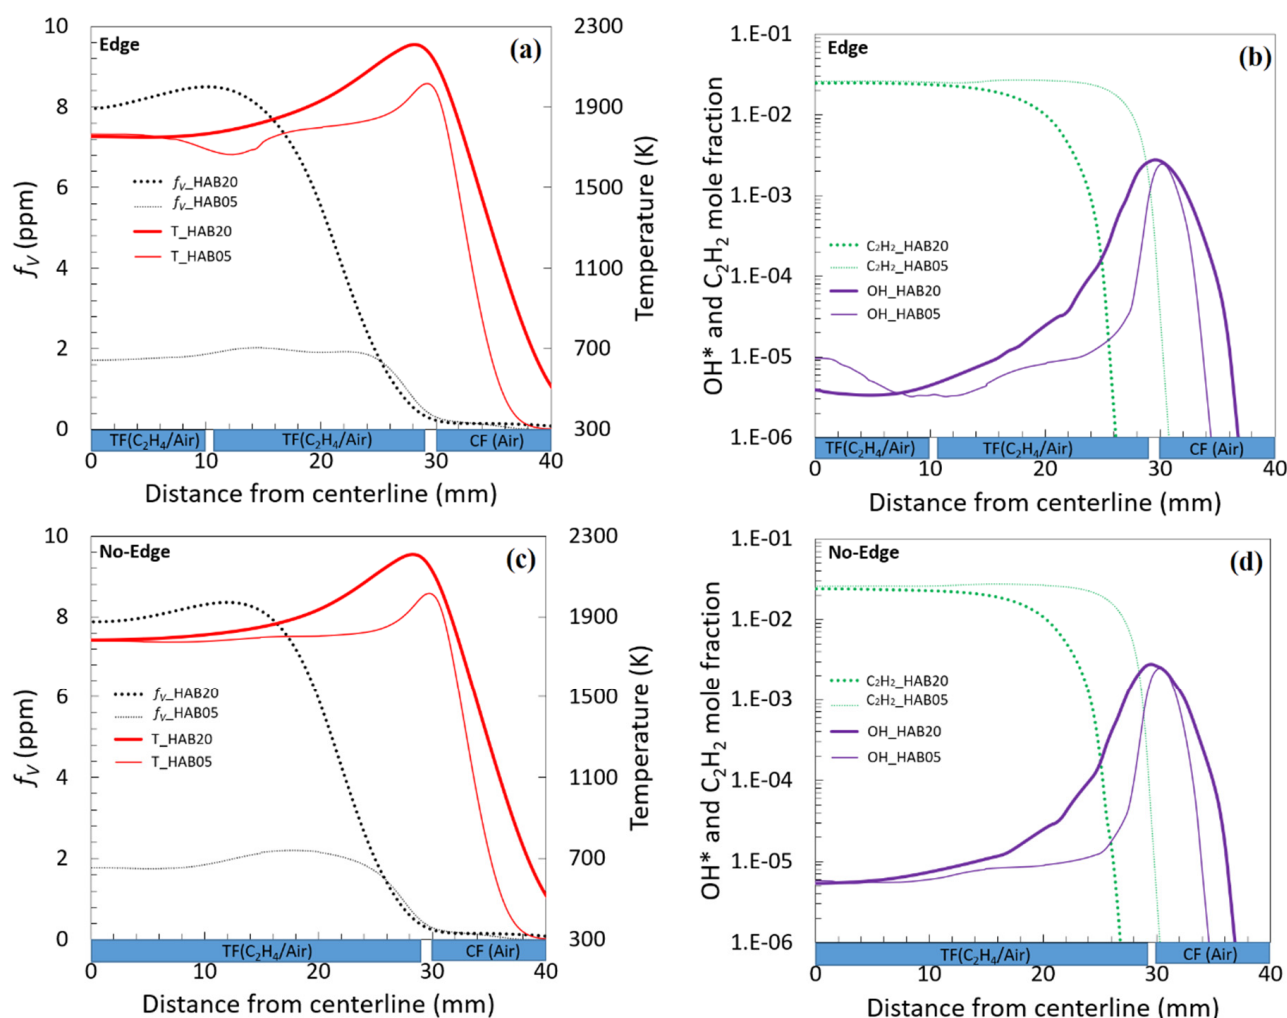 Edge
(a)
10
8
6
4
2
0
f_V (ppm)
f_V_HAB20
f_V_HAB05
T_HAB20
T_HAB05
2300
1900
1500
1100
700
300
Temperature (K)
TF(C₂H₄/Air)
TF(C₂H₄/Air)
CF (Air)
0 10 20 30 40
Distance from centerline (mm)
Edge
(b)
1.E-01
1.E-02
1.E-03
1.E-04
1.E-05
1.E-06
OH* and C₂H₂ mole fraction
C₂H₂_HAB20
C₂H₂_HAB05
OH_HAB20
OH_HAB05
TF(C₂H₄/Air)
TF(C₂H₄/Air)
CF (Air)
0 10 20 30 40
Distance from centerline (mm)
No-Edge
(c)
10
8
6
4
2
0
f_V (ppm)
f_V_HAB20
f_V_HAB05
T_HAB20
T_HAB05
2300
1900
1500
1100
700
300
Temperature (K)
TF(C₂H₄/Air)
CF (Air)
0 10 20 30 40
Distance from centerline (mm)
No-Edge
(d)
1.E-01
1.E-02
1.E-03
1.E-04
1.E-05
1.E-06
OH* and C₂H₂ mole fraction
C₂H₂_HAB20
C₂H₂_HAB05
OH_HAB20
OH_HAB05
TF(C₂H₄/Air)
CF (Air)
0 10 20 30 40
Distance from centerline (mm)